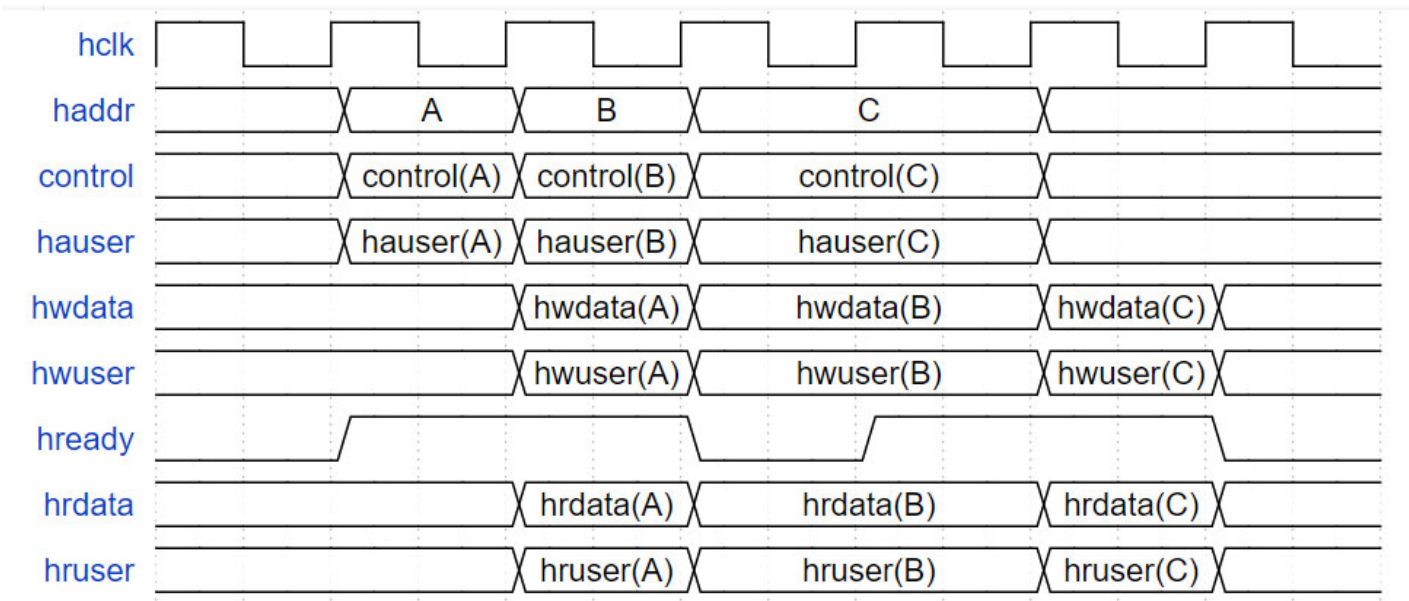 hclk
haddr A B C
control control(A) control(B) control(C)
hauser hauser(A) hauser(B) hauser(C)
hwdata hwdata(A) hwdata(B) hwdata(C)
hwuser hwuser(A) hwuser(B) hwuser(C)
hready
hrdata hrdata(A) hrdata(B) hrdata(C)
hruser hruser(A) hruser(B) hruser(C)